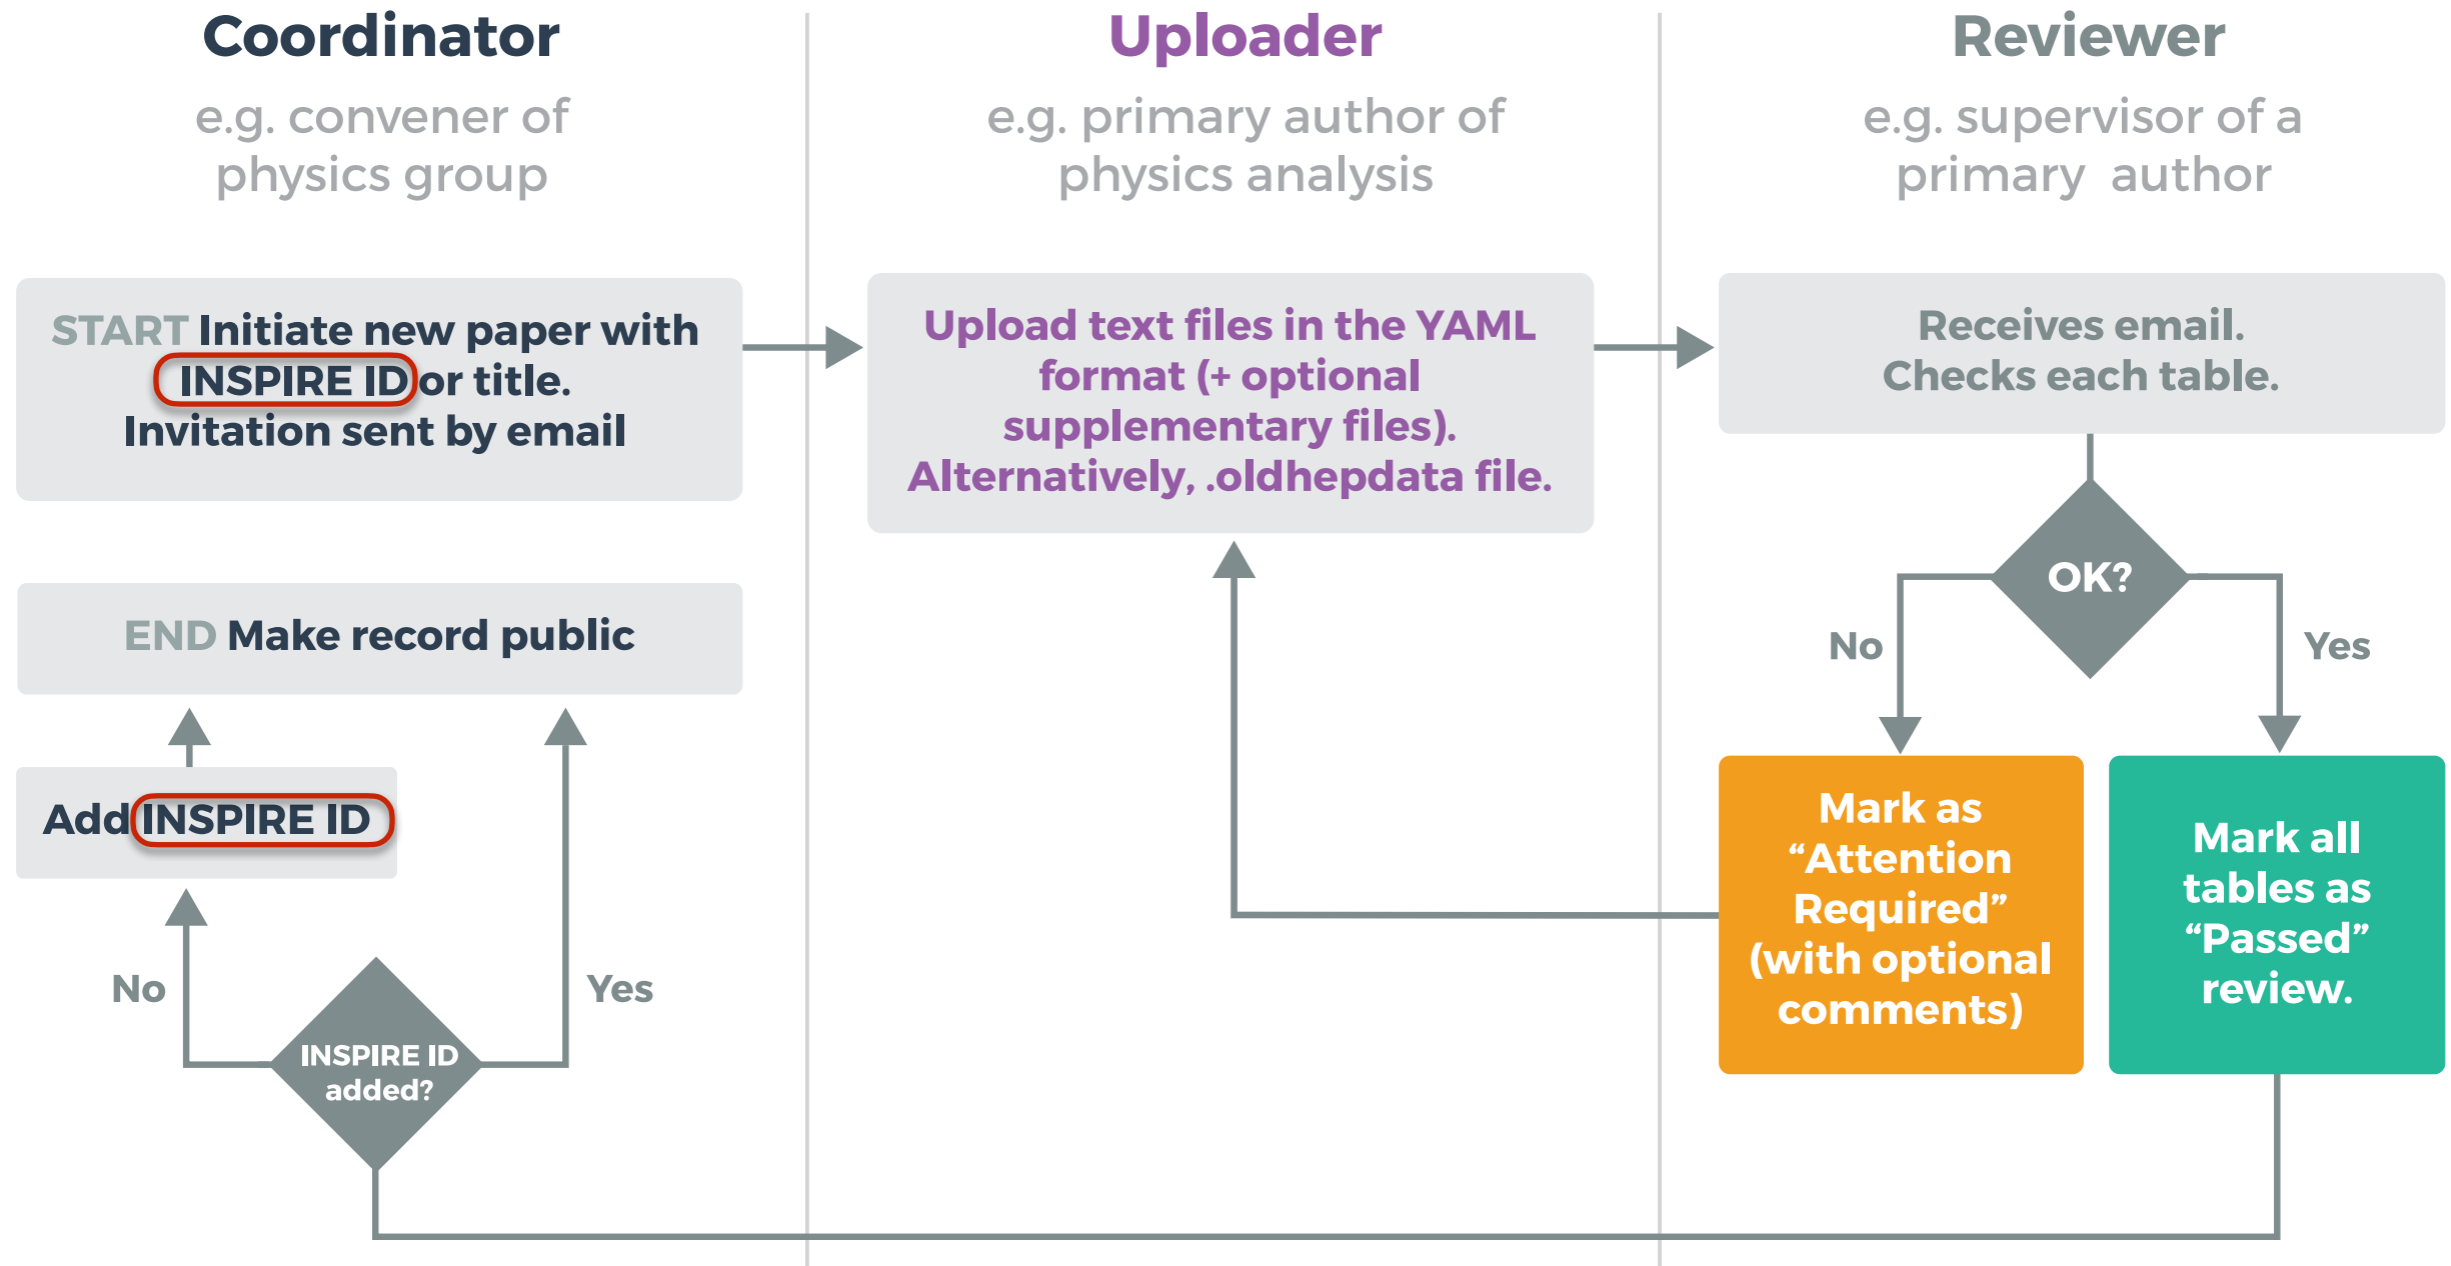 Coordinator
e.g. convener of
physics group
START Initiate new paper with
INSPIRE ID or title.
Invitation sent by email
END Make record public
Add INSPIRE ID
No
Yes
INSPIRE ID
added?
Uploader
e.g. primary author of
physics analysis
Upload text files in the YAML
format (+ optional
supplementary files).
Alternatively, .oldhepdata file.
Reviewer
e.g. supervisor of a
primary author
Receives email.
Checks each table.
OK?
No
Yes
Mark as
“Attention
Required”
(with optional
comments)
Mark all
tables as
“Passed”
review.